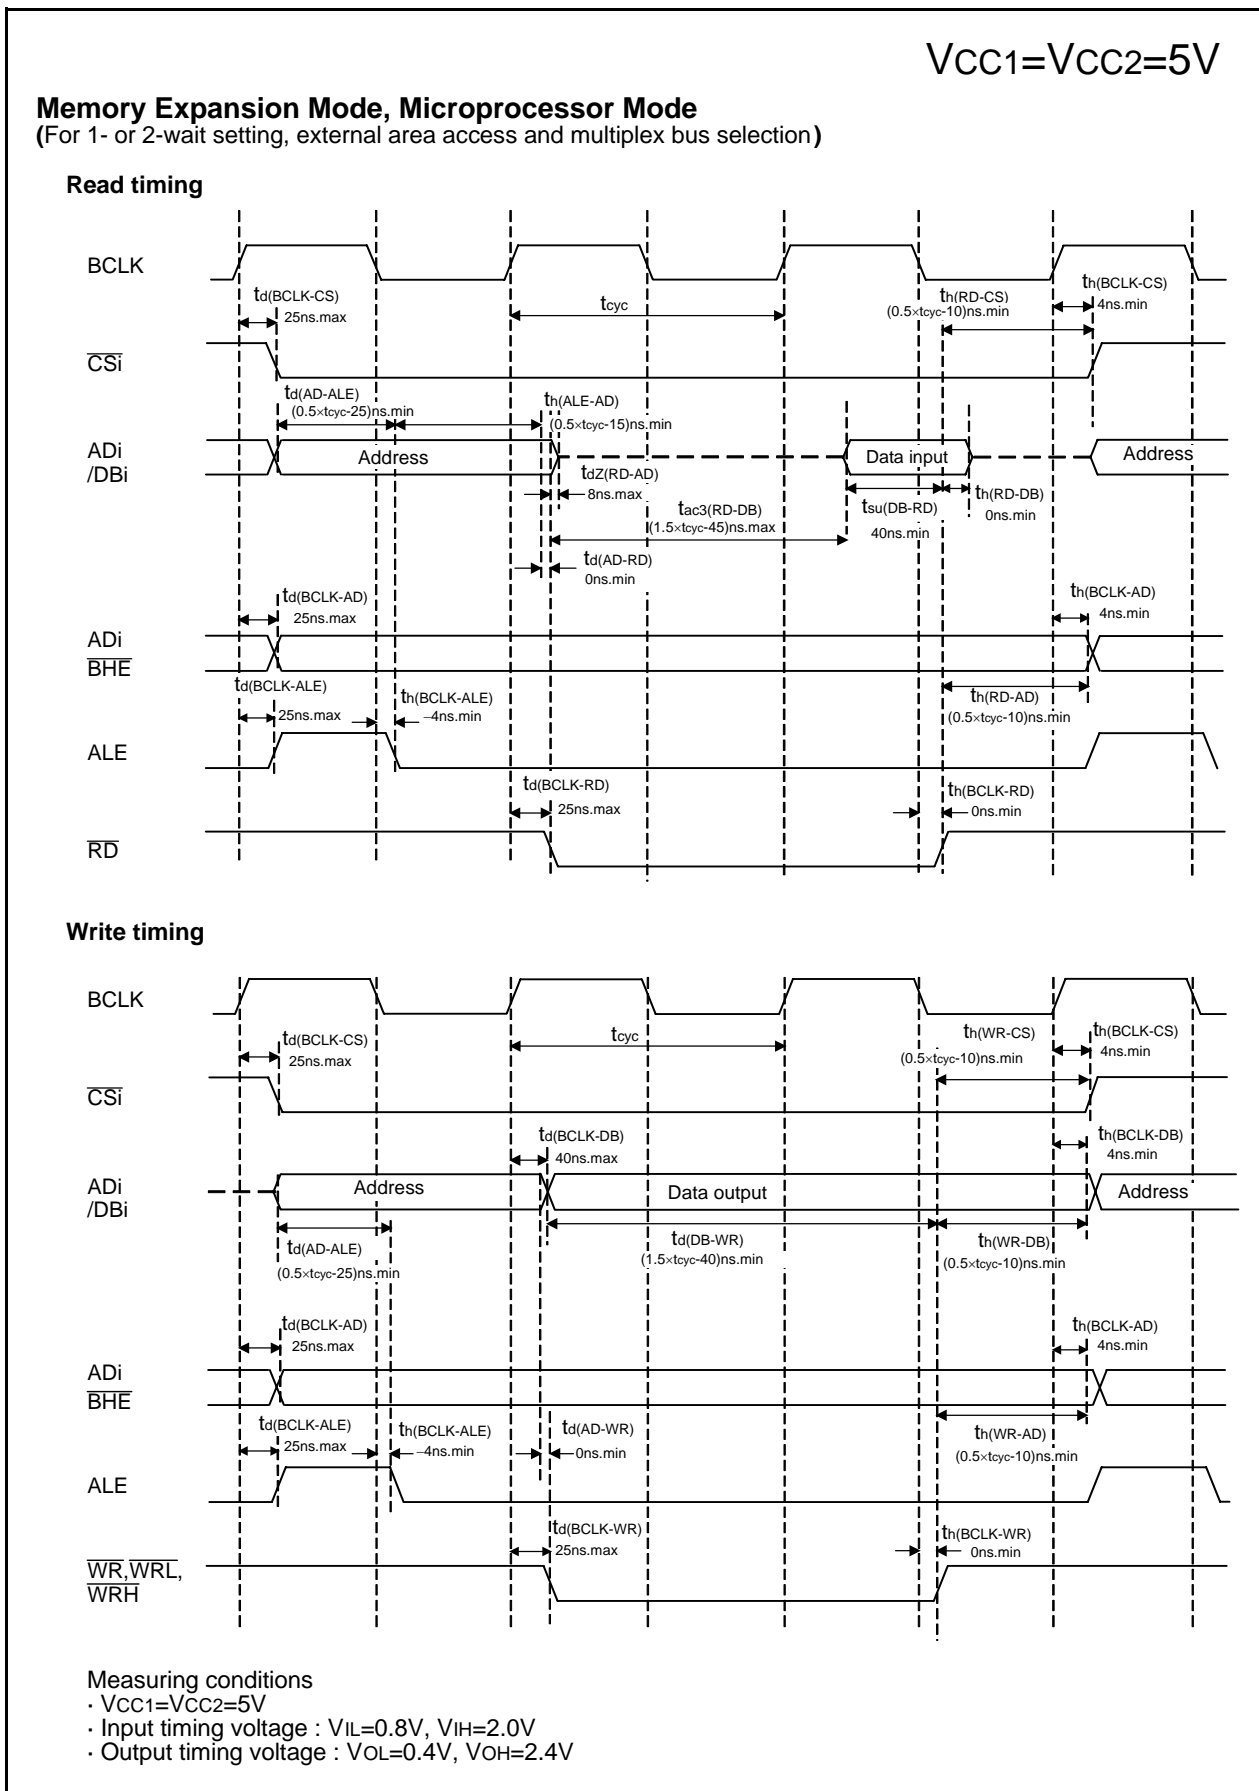 VCC1=VCC2=5V
Memory Expansion Mode, Microprocessor Mode
(For 1- or 2-wait setting, external area access and multiplex bus selection)
Read timing
BCLK
td(BCLK-CS)
25ns.max
tcyc
th(RD-CS)
(0.5×tcyc-10)ns.min
th(BCLK-CS)
4ns.min
CSi
td(AD-ALE)
(0.5×tcyc-25)ns.min
th(ALE-AD)
(0.5×tcyc-15)ns.min
ADi
/DBi
Address
Data input
Address
tdZ(RD-AD)
8ns.max
tac3(RD-DB)
(1.5×tcyc-45)ns.max
tsu(DB-RD)
40ns.min
th(RD-DB)
0ns.min
td(AD-RD)
0ns.min
td(BCLK-AD)
25ns.max
th(BCLK-AD)
4ns.min
ADi
BHE
td(BCLK-ALE)
25ns.max
th(BCLK-ALE)
−4ns.min
th(RD-AD)
(0.5×tcyc-10)ns.min
ALE
td(BCLK-RD)
25ns.max
th(BCLK-RD)
0ns.min
RD
Write timing
BCLK
td(BCLK-CS)
25ns.max
tcyc
th(WR-CS)
(0.5×tcyc-10)ns.min
th(BCLK-CS)
4ns.min
CSi
td(BCLK-DB)
40ns.max
th(BCLK-DB)
4ns.min
ADi
/DBi
Address
Data output
Address
td(AD-ALE)
(0.5×tcyc-25)ns.min
td(DB-WR)
(1.5×tcyc-40)ns.min
th(WR-DB)
(0.5×tcyc-10)ns.min
td(BCLK-AD)
25ns.max
th(BCLK-AD)
4ns.min
ADi
BHE
td(BCLK-ALE)
25ns.max
th(BCLK-ALE)
−4ns.min
td(AD-WR)
0ns.min
th(WR-AD)
(0.5×tcyc-10)ns.min
ALE
td(BCLK-WR)
25ns.max
th(BCLK-WR)
0ns.min
WR,WRL,
WRH
Measuring conditions
· VCC1=VCC2=5V
· Input timing voltage : VIL=0.8V, VIH=2.0V
· Output timing voltage : VOL=0.4V, VOH=2.4V